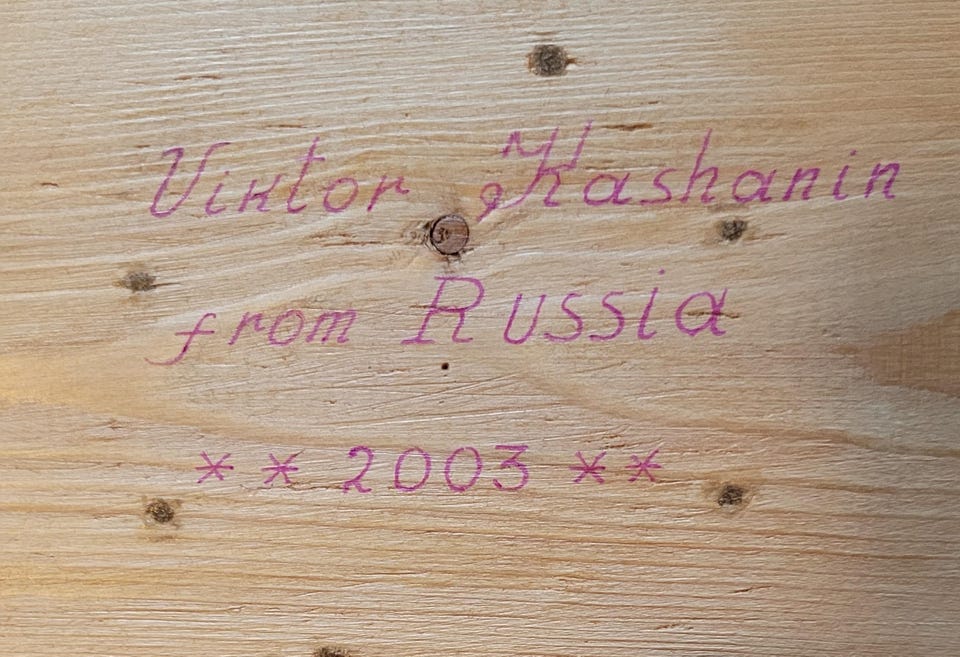 Viktor Kashanin
from Russia
* * 2003 * *